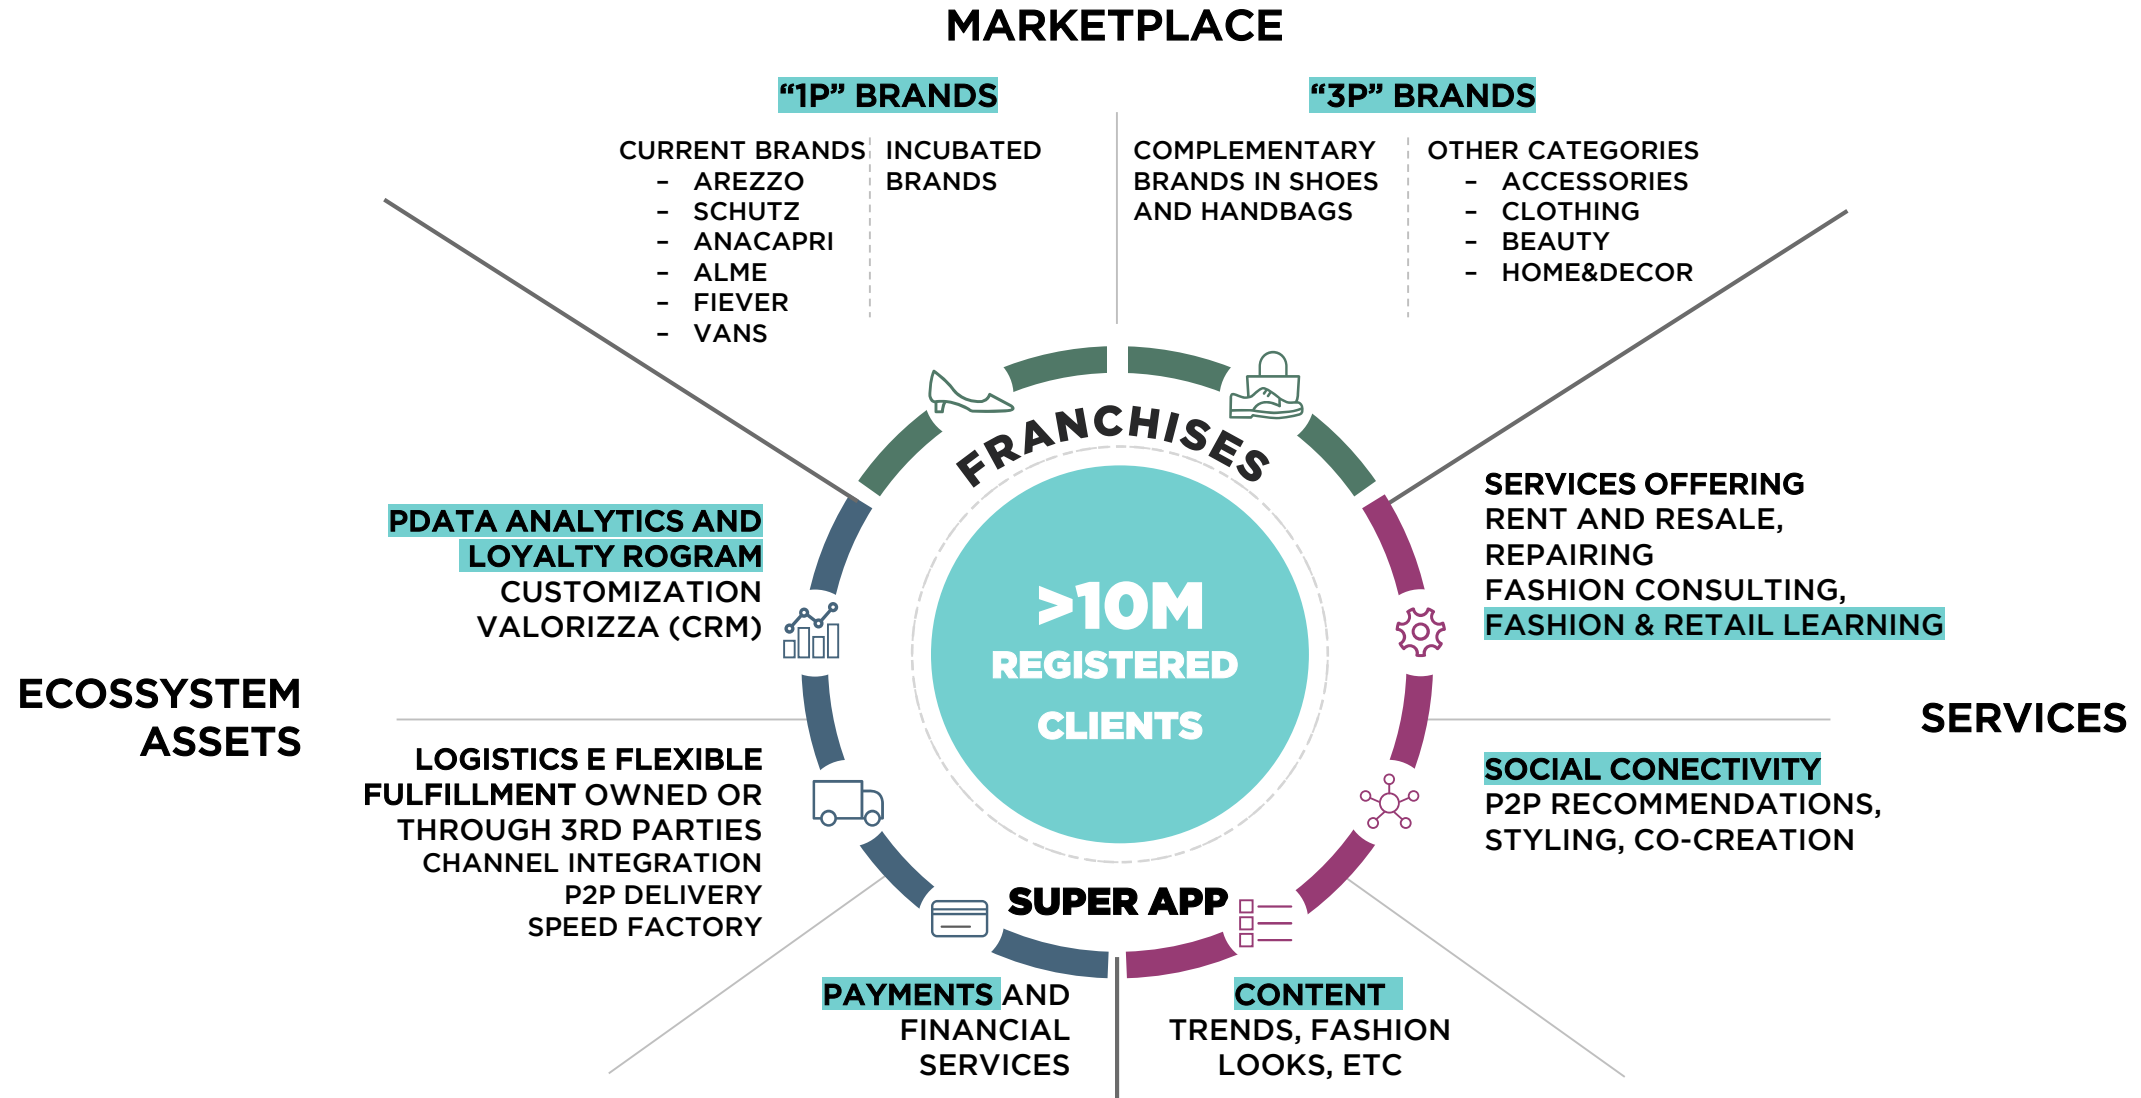 MARKETPLACE
“1P” BRANDS
CURRENT BRANDS
– AREZZO
– SCHUTZ
– ANACAPRI
– ALME
– FIEVER
– VANS
INCUBATED
BRANDS
“3P” BRANDS
COMPLEMENTARY
BRANDS IN SHOES
AND HANDBAGS
OTHER CATEGORIES
– ACCESSORIES
– CLOTHING
– BEAUTY
– HOME&DECOR
FRANCHISES
>10M
REGISTERED
CLIENTS
SUPER APP
ECOSSYSTEM
ASSETS
PDATA ANALYTICS AND
LOYALTY ROGRAM
CUSTOMIZATION
VALORIZZA (CRM)
LOGISTICS E FLEXIBLE
FULFILLMENT OWNED OR
THROUGH 3RD PARTIES
CHANNEL INTEGRATION
P2P DELIVERY
SPEED FACTORY
PAYMENTS AND
FINANCIAL
SERVICES
SERVICES
SERVICES OFFERING
RENT AND RESALE,
REPAIRING
FASHION CONSULTING,
FASHION & RETAIL LEARNING
SOCIAL CONECTIVITY
P2P RECOMMENDATIONS,
STYLING, CO-CREATION
CONTENT
TRENDS, FASHION
LOOKS, ETC